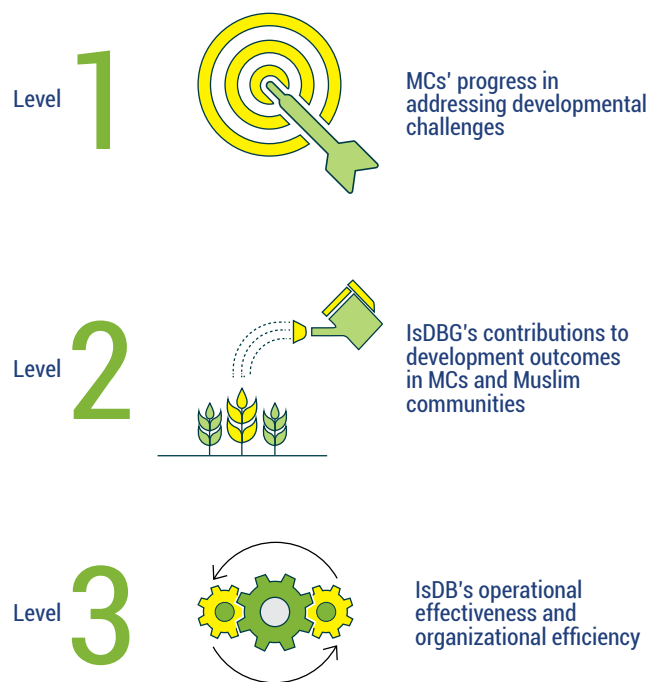 Level 1
MCs' progress in
addressing developmental
challenges
Level 2
IsDBG's contributions to
development outcomes
in MCs and Muslim
communities
Level 3
IsDB's operational
effectiveness and
organizational efficiency